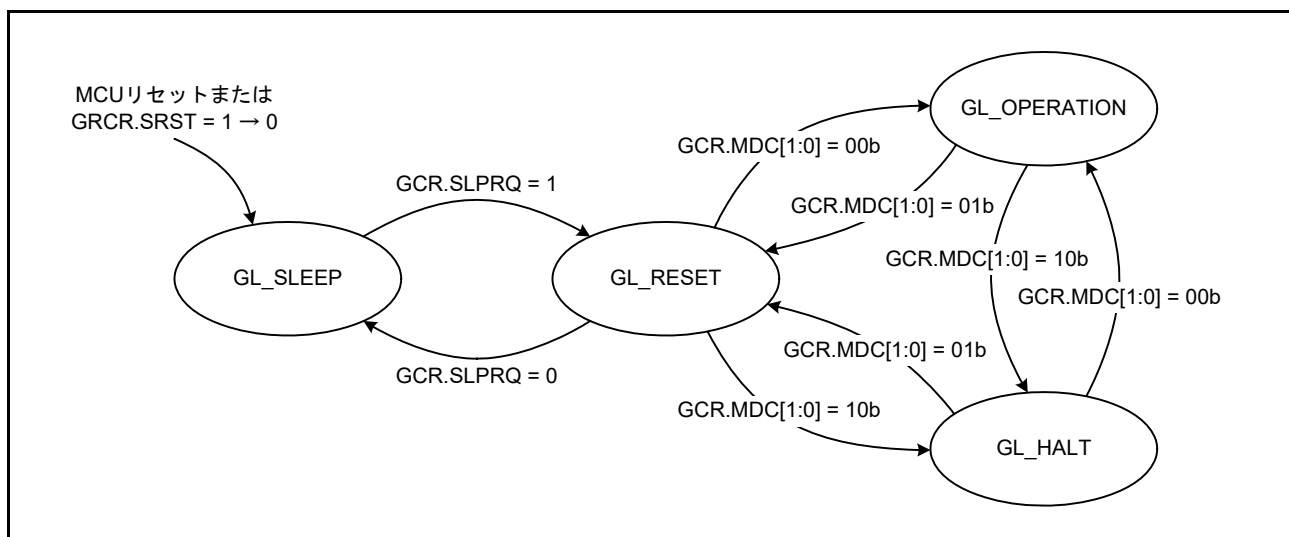 MCUリセットまたは
GRCR.SRST = 1 → 0
GL_OPERATION
GCR.MDC[1:0] = 00b
GCR.SLPRQ = 1
GCR.MDC[1:0] = 01b
GCR.MDC[1:0] = 10b
GL_SLEEP
GL_RESET
GCR.MDC[1:0] = 00b
GCR.MDC[1:0] = 01b
GCR.SLPRQ = 0
GCR.MDC[1:0] = 10b
GL_HALT